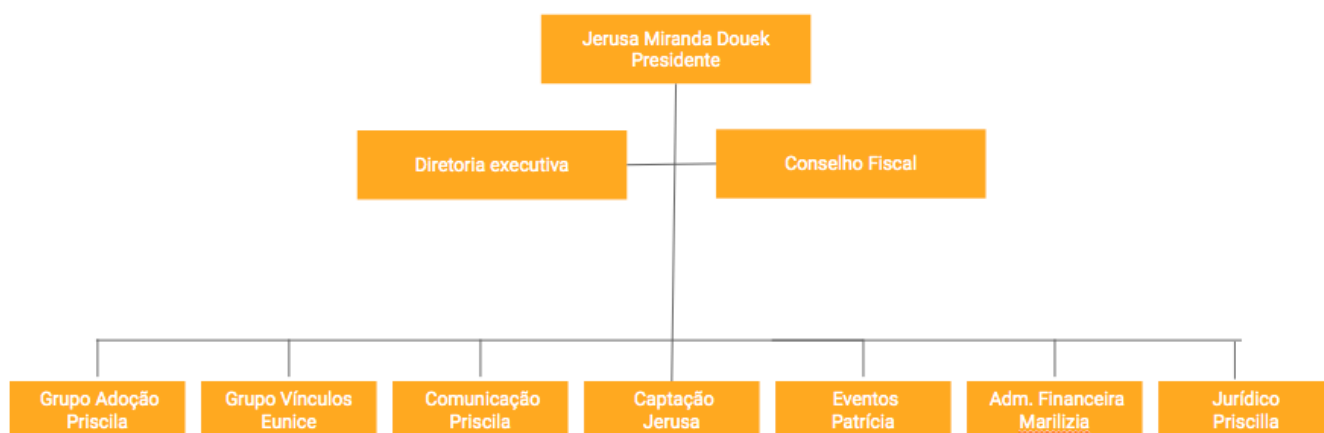 Jerusa Miranda Douek
Presidente
Diretoria executiva
Conselho Fiscal
Grupo Adoção
Priscila
Grupo Vínculos
Eunice
Comunicação
Priscila
Captação
Jerusa
Eventos
Patrícia
Adm. Financeira
Marilizia
Jurídico
Priscilla